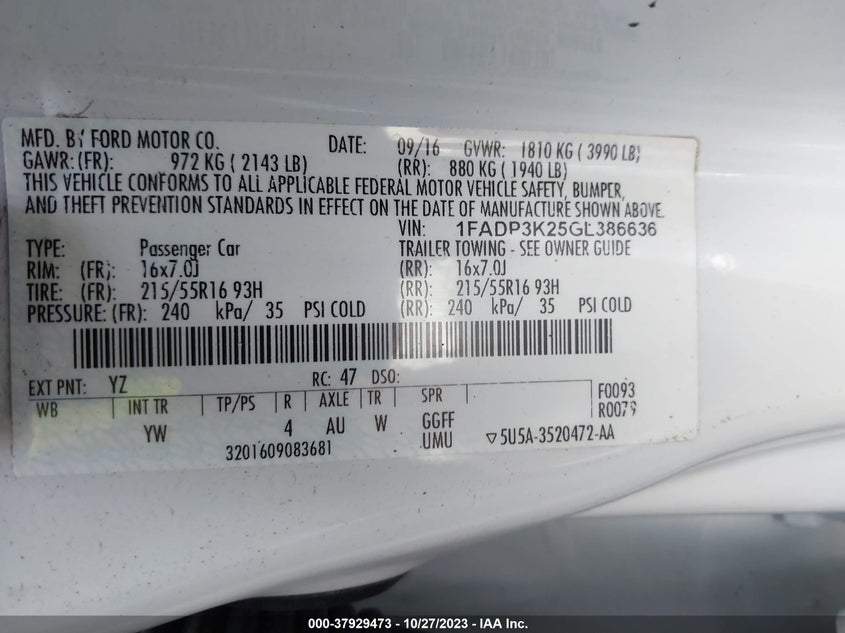 MFD. BY FORD MOTOR CO. DATE: 09/16 GVWR: 1810 KG ( 3990 LB)
GAWR: (FR): 972 KG ( 2143 LB) (RR): 880 KG ( 1940 LB)
THIS VEHICLE CONFORMS TO ALL APPLICABLE FEDERAL MOTOR VEHICLE SAFETY, BUMPER,
AND THEFT PREVENTION STANDARDS IN EFFECT ON THE DATE OF MANUFACTURE SHOWN ABOVE.
VIN: 1FADP3K25GL386636
TYPE: Passenger Car TRAILER TOWING - SEE OWNER GUIDE
RIM: (FR): 16x7.0J (RR): 16x7.0J
TIRE: (FR): 215/55R16 93H (RR): 215/55R16 93H
PRESSURE: (FR): 240 kPa/ 35 PSI COLD (RR): 240 kPa/ 35 PSI COLD
EXT PNT: YZ RC: 47 DSO:
WB INT TR TP/PS R AXLE TR SPR F0093
R0079
YW 4 AU W GGFF
UMU ▽5U5A-3520472-AA
3201609083681
000-37929473 - 10/27/2023 - IAA Inc.